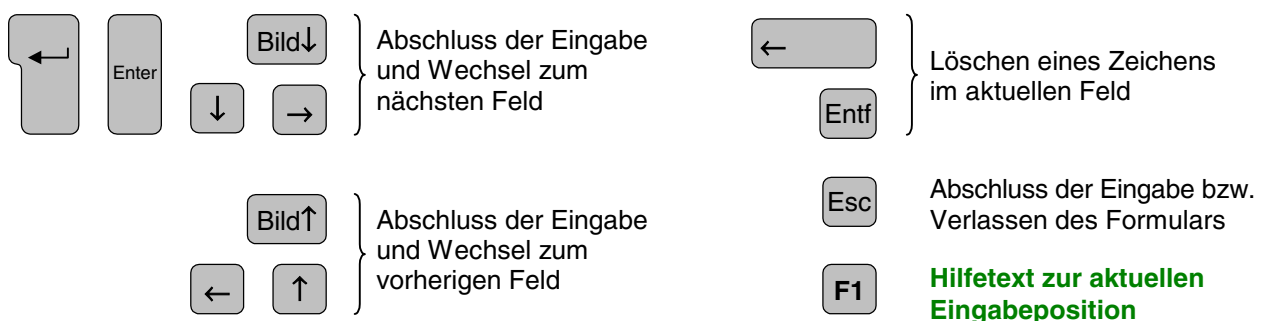 Enter
Bild↓
↓ →
Abschluss der Eingabe
und Wechsel zum
nächsten Feld
←
Entf
Löschen eines Zeichens
im aktuellen Feld
Bild↑
← ↑
Abschluss der Eingabe
und Wechsel zum
vorherigen Feld
Esc
Abschluss der Eingabe bzw.
Verlassen des Formulars
F1
Hilfetext zur aktuellen
Eingabeposition